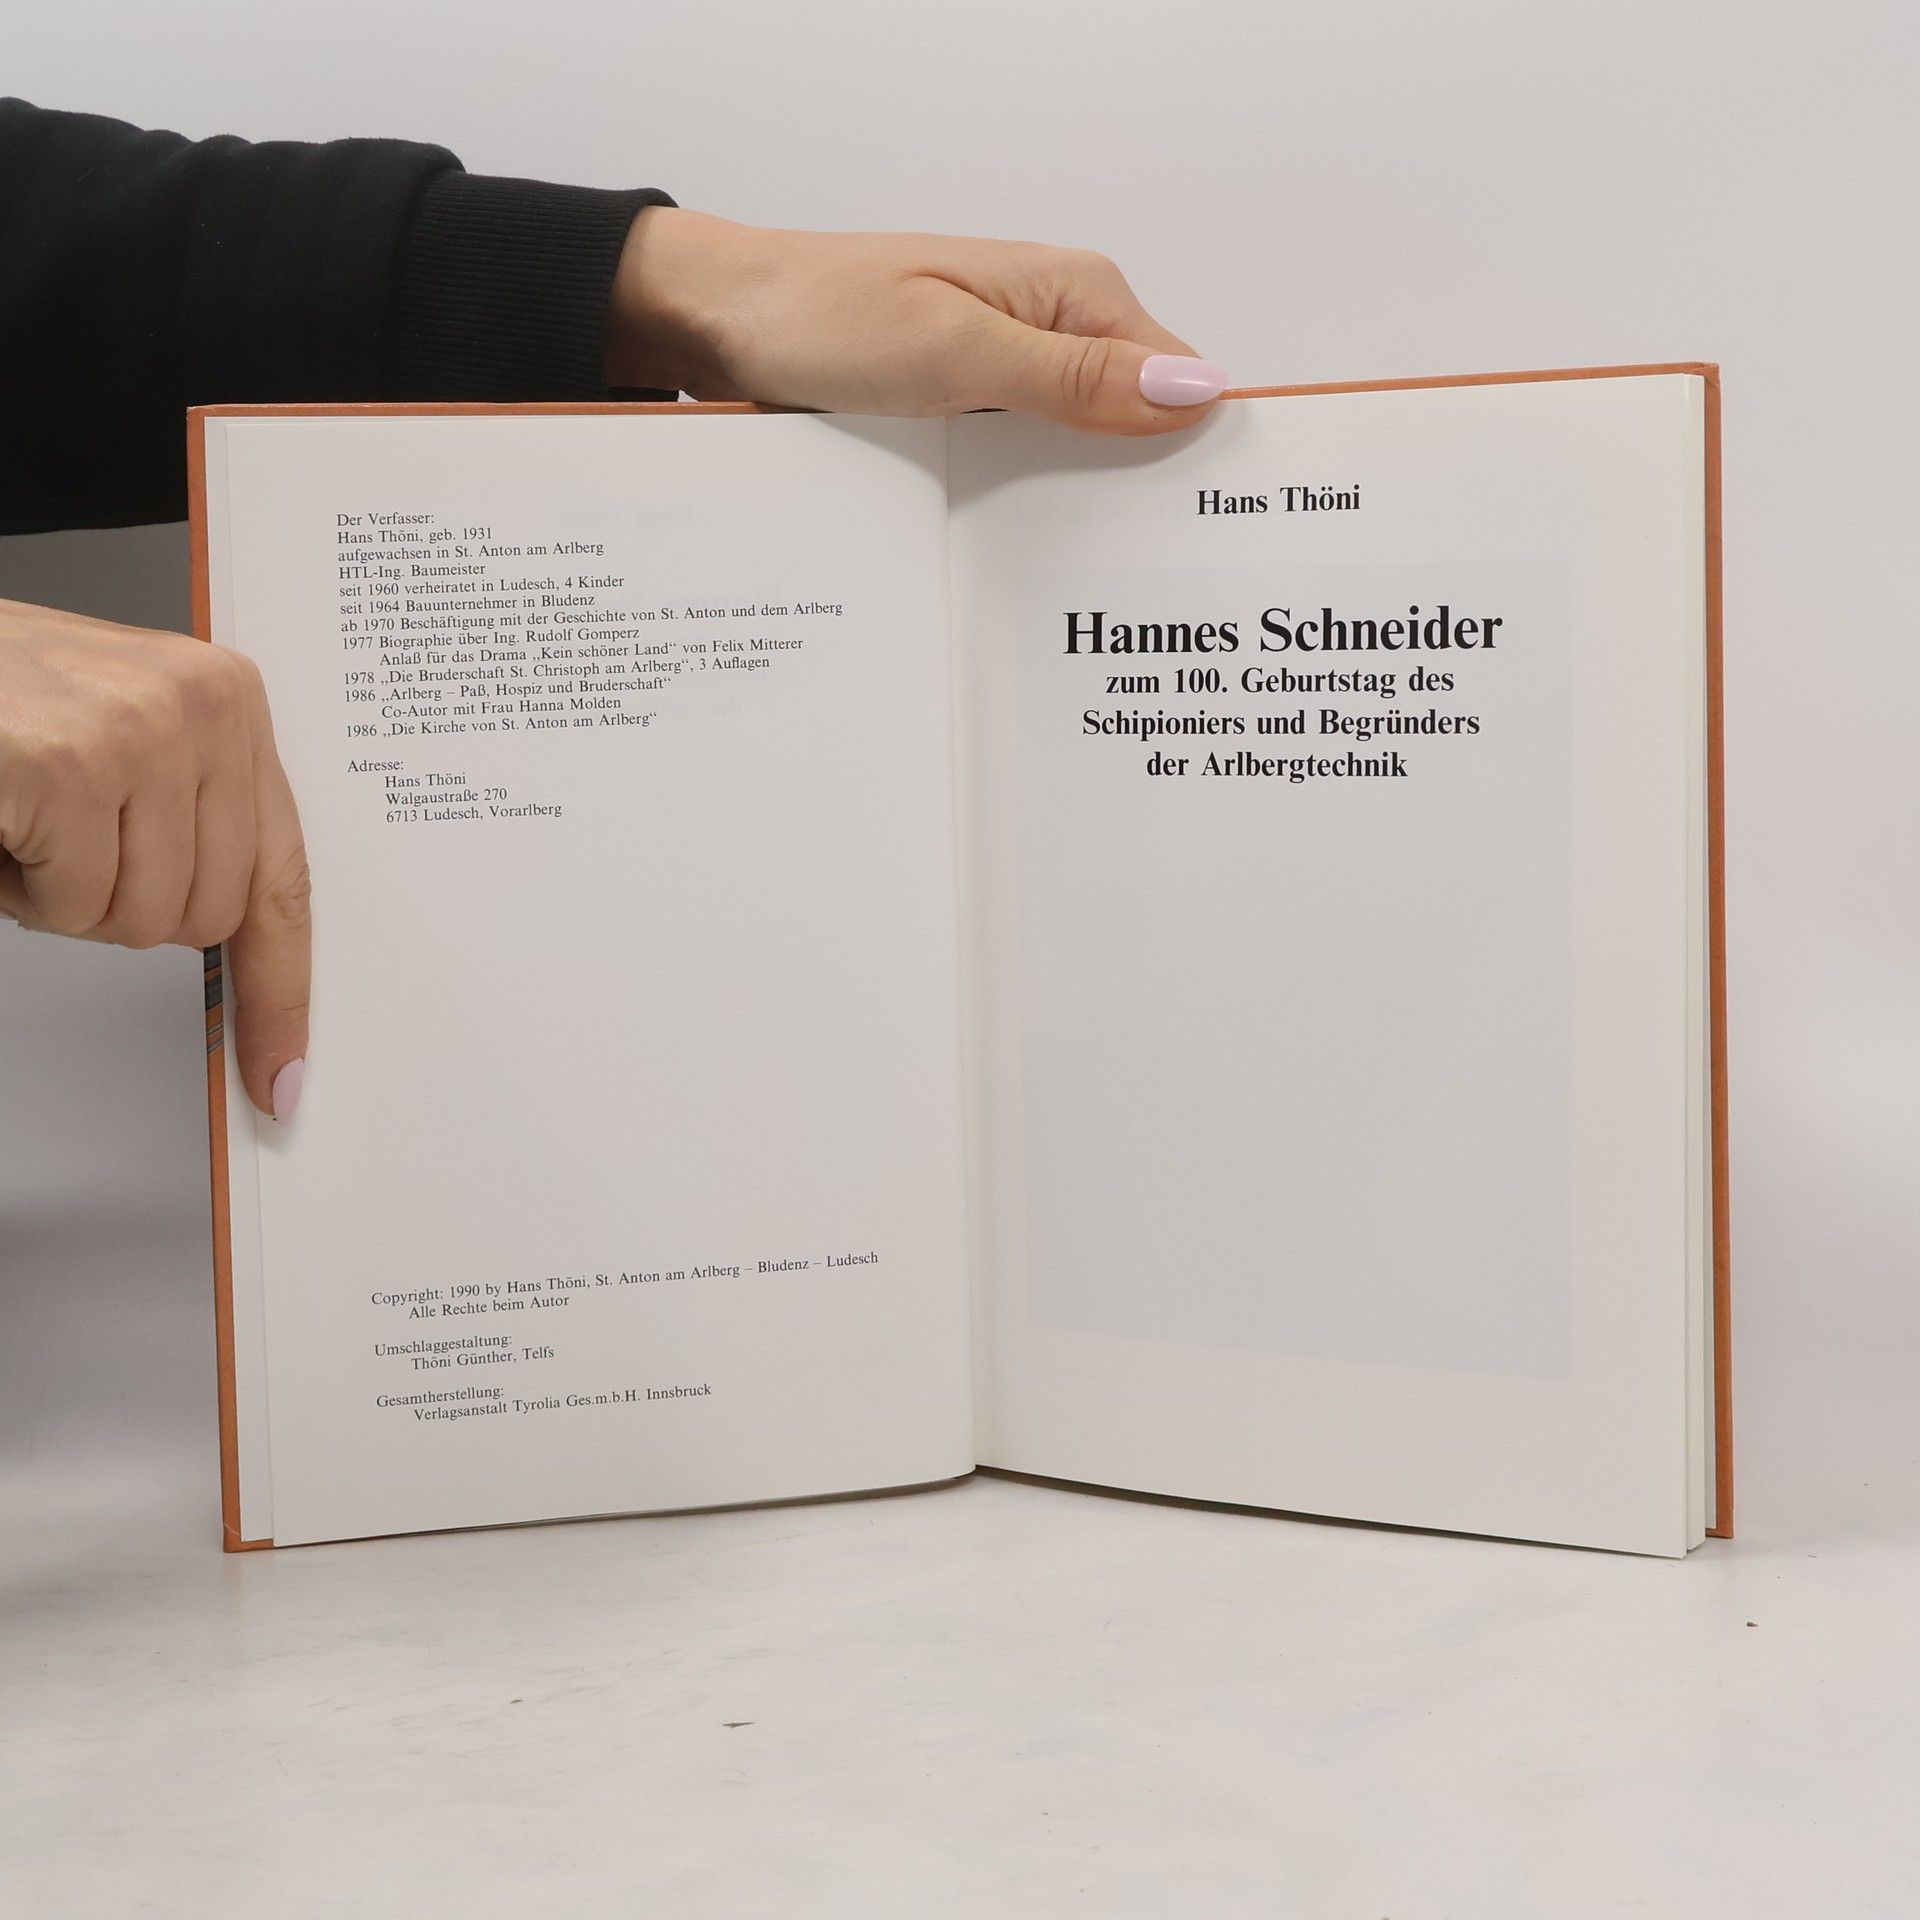 Der Verfasser:
Hans Thöni, geb. 1931
aufgewachsen in St. Anton am Arlberg
HTL-Ing. Baumeister
seit 1960 verheiratet in Ludesch, 4 Kinder
seit 1964 Bauunternehmer in Bludenz
ab 1970 Beschäftigung mit der Geschichte von St. Anton und dem Arlberg
1977 Biographie über Ing. Rudolf Gomperz
Anlaß für das Drama „Kein schöner Land“ von Felix Mitterer
1978 „Die Bruderschaft St. Christoph am Arlberg“, 3 Auflagen
1986 „Arlberg – Paß, Hospiz und Bruderschaft“
Co-Autor mit Frau Hanna Molden
1986 „Die Kirche von St. Anton am Arlberg“
Adresse:
Hans Thöni
Walgaustraße 270
6713 Ludesch, Vorarlberg
Copyright: 1990 by Hans Thöni, St. Anton am Arlberg – Bludenz – Ludesch
Alle Rechte beim Autor
Umschlaggestaltung:
Thöni Günther, Telfs
Gesamtherstellung:
Verlagsanstalt Tyrolia Ges.m.b.H. Innsbruck
Hans Thöni
Hannes Schneider
zum 100. Geburtstag des
Schipioniers und Begründers
der Arlbergtechnik